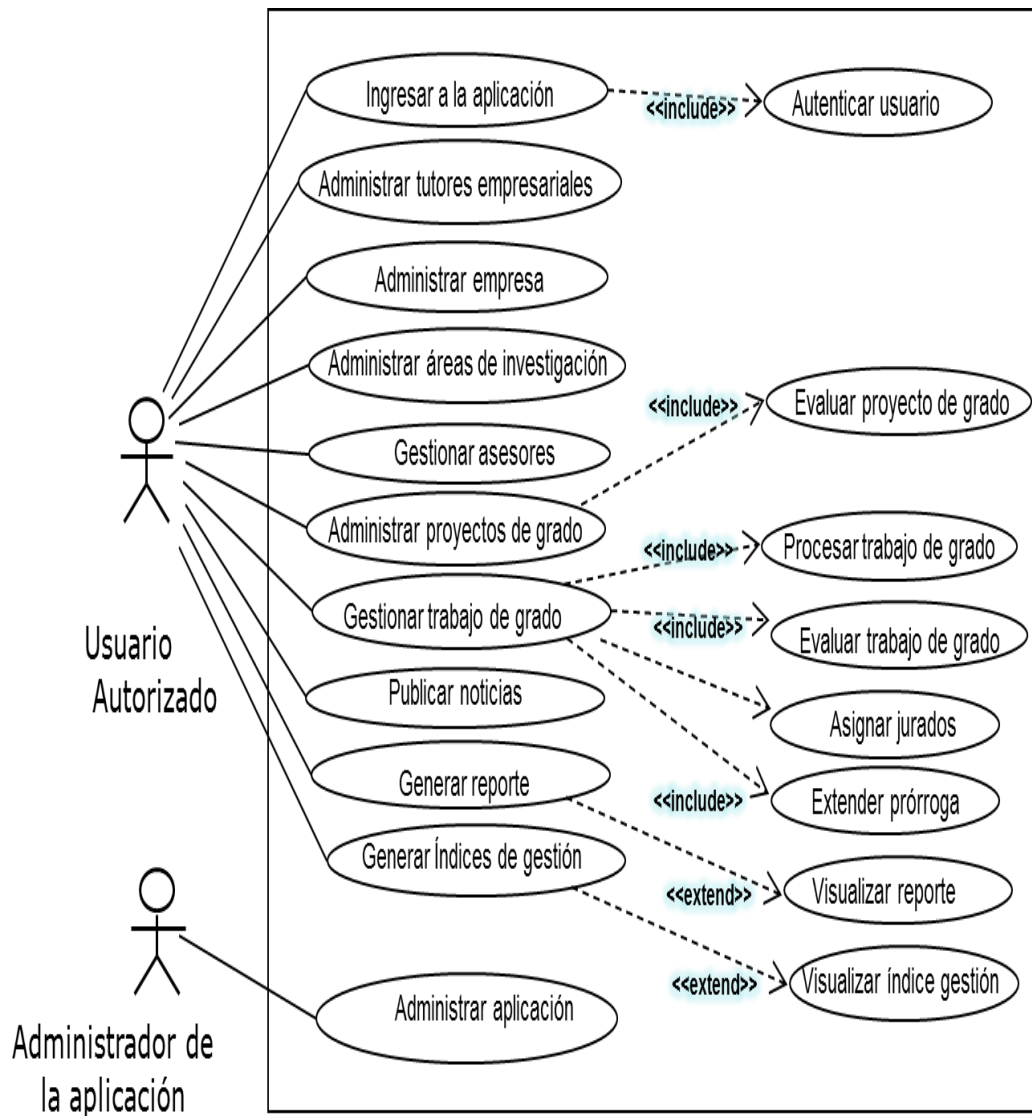 Ingresar a la aplicación
<<include>>
Autenticar usuario
Administrar tutores empresariales
Administrar empresa
Administrar áreas de investigación
<<include>>
Evaluar proyecto de grado
Gestionar asesores
Administrar proyectos de grado
<<include>>
Procesar trabajo de grado
Gestionar trabajo de grado
<<include>>
Evaluar trabajo de grado
Usuario
Autorizado
Publicar noticias
Asignar jurados
Generar reporte
<<include>>
Extender prórroga
Generar Índices de gestión
<<extend>>
Visualizar reporte
<<extend>>
Visualizar índice gestión
Administrar aplicación
Administrador de
la aplicación